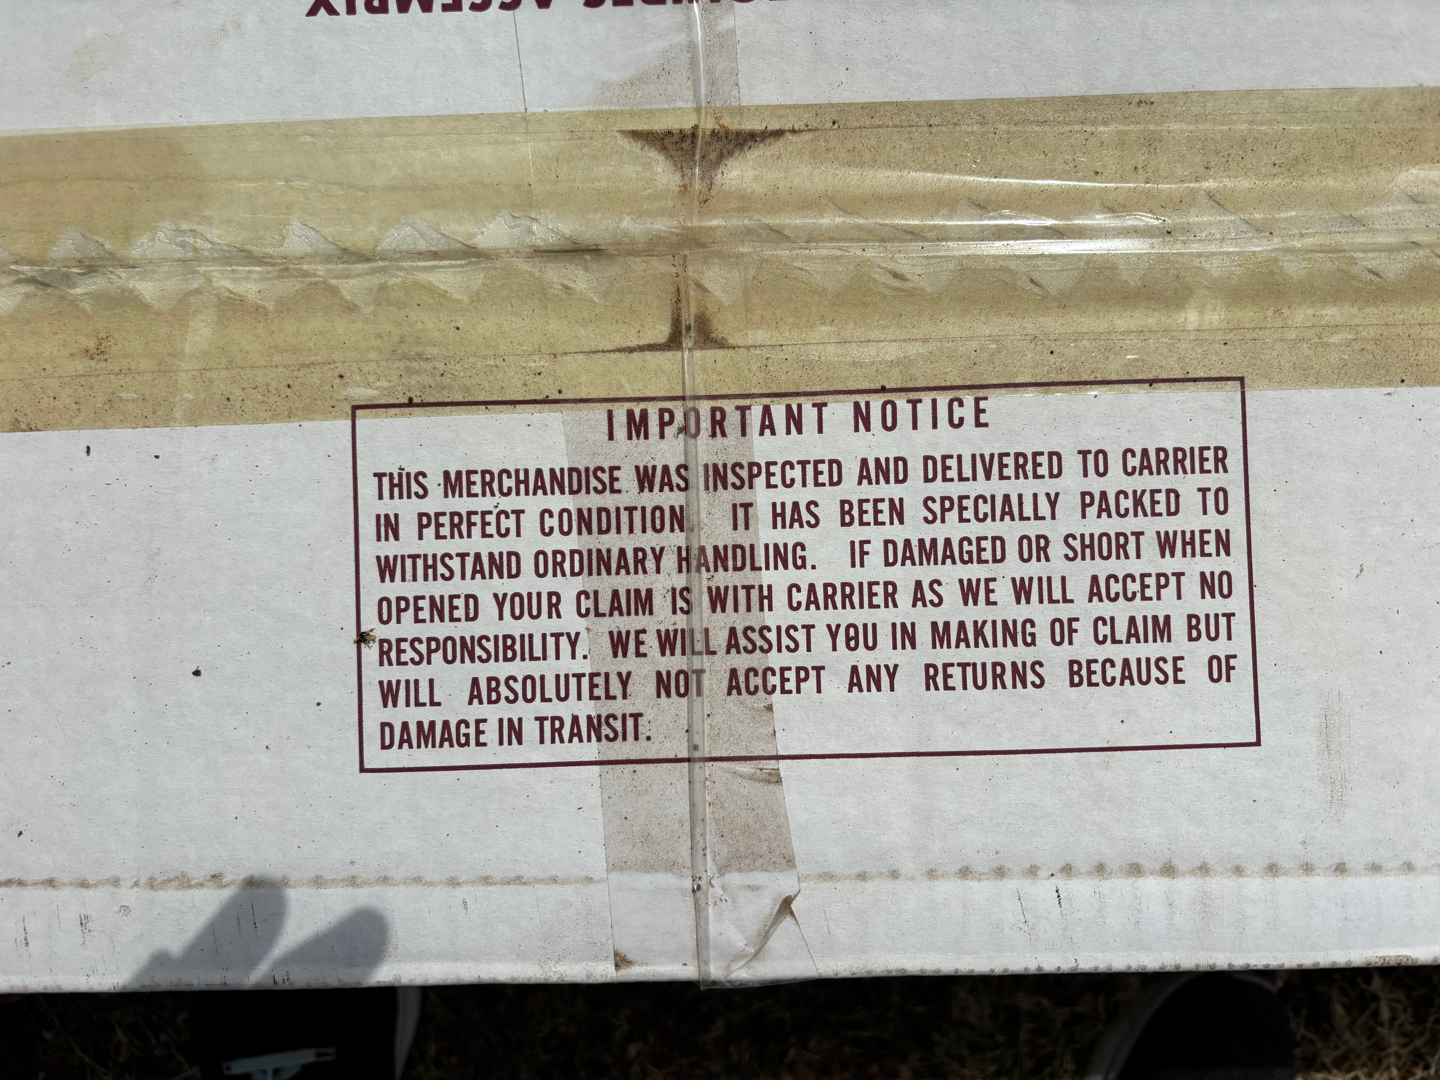 IMPORTANT NOTICE
THIS MERCHANDISE WAS INSPECTED AND DELIVERED TO CARRIER
IN PERFECT CONDITION IT HAS BEEN SPECIALLY PACKED TO
WITHSTAND ORDINARY HANDLING. IF DAMAGED OR SHORT WHEN
OPENED YOUR CLAIM IS WITH CARRIER AS WE WILL ACCEPT NO
RESPONSIBILITY. WE WILL ASSIST YOU IN MAKING OF CLAIM BUT
WILL ABSOLUTELY NOT ACCEPT ANY RETURNS BECAUSE OF
DAMAGE IN TRANSIT.